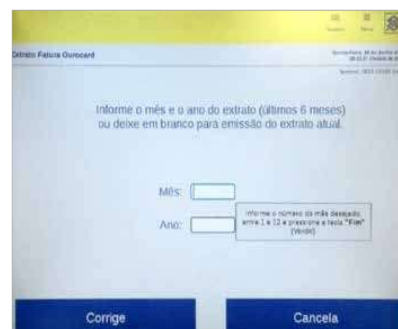 Extrato Fatura Ourocard
Informe o mês e o ano do extrato (últimos 6 meses)
ou deixe em branco para emissão do extrato atual.
Mês:
Ano:
Informe o número do mês desejado,
entre 1 a 12 e pressione a tecla "Fim"
(Verde)
Corrige
Cancela